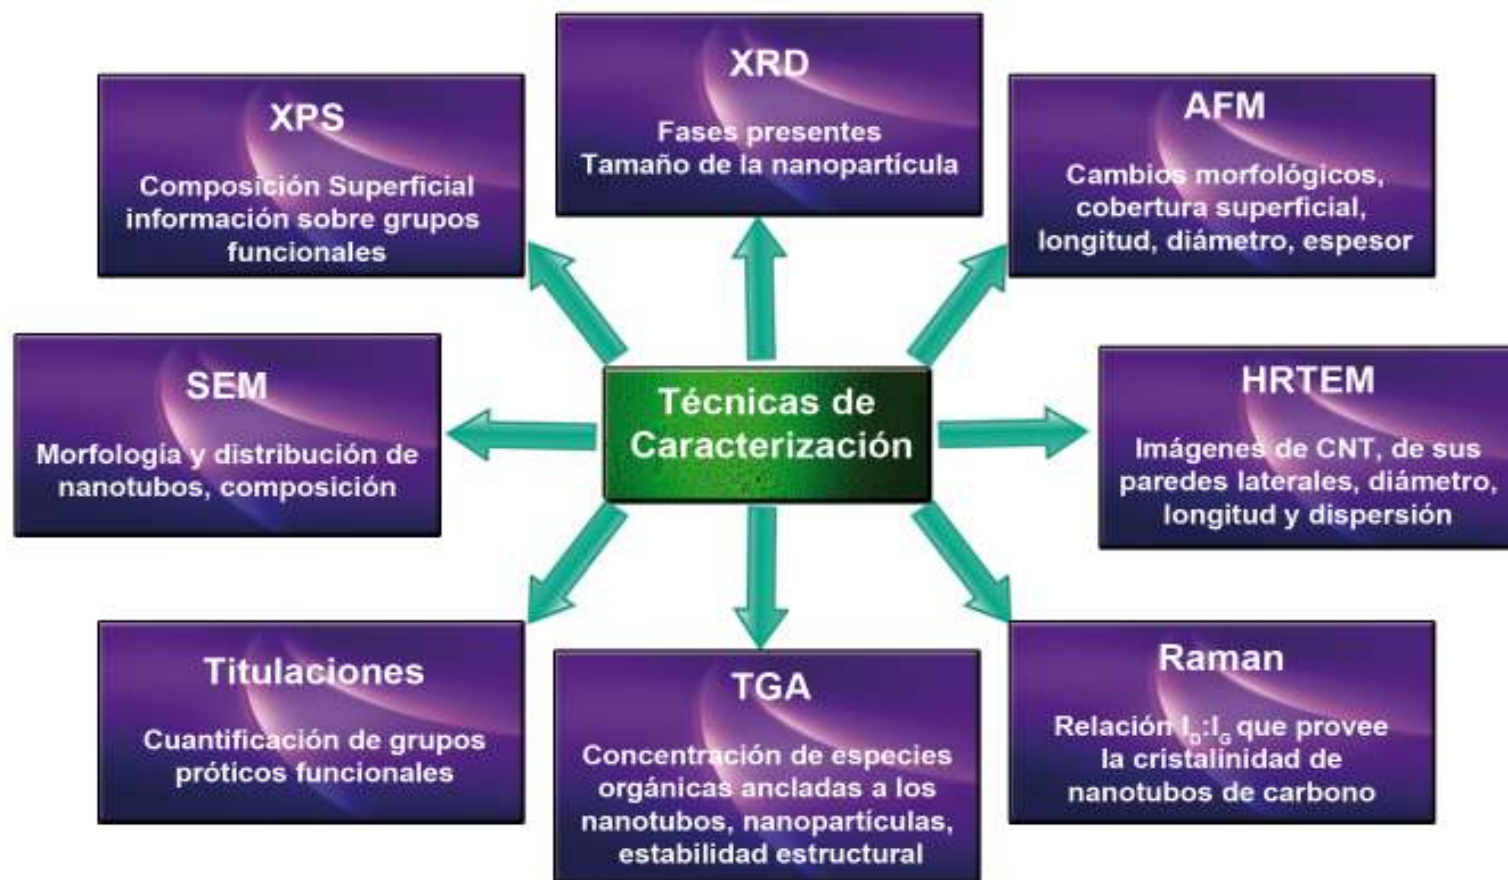 XRD
Fases presentes
Tamaño de la nanopartícula
XPS
Composición Superficial
información sobre grupos
funcionales
AFM
Cambios morfológicos,
cobertura superficial,
longitud, diámetro, espesor
SEM
Morfología y distribución de
nanotubos, composición
Técnicas de
Caracterización
HRTEM
Imágenes de CNT, de sus
paredes laterales, diámetro,
longitud y dispersión
Titulaciones
Cuantificación de grupos
próticos funcionales
TGA
Concentración de especies
orgánicas ancladas a los
nanotubos, nanopartículas,
estabilidad estructural
Raman
Relación I_D:I_G que provee
la cristalinidad de
nanotubos de carbono